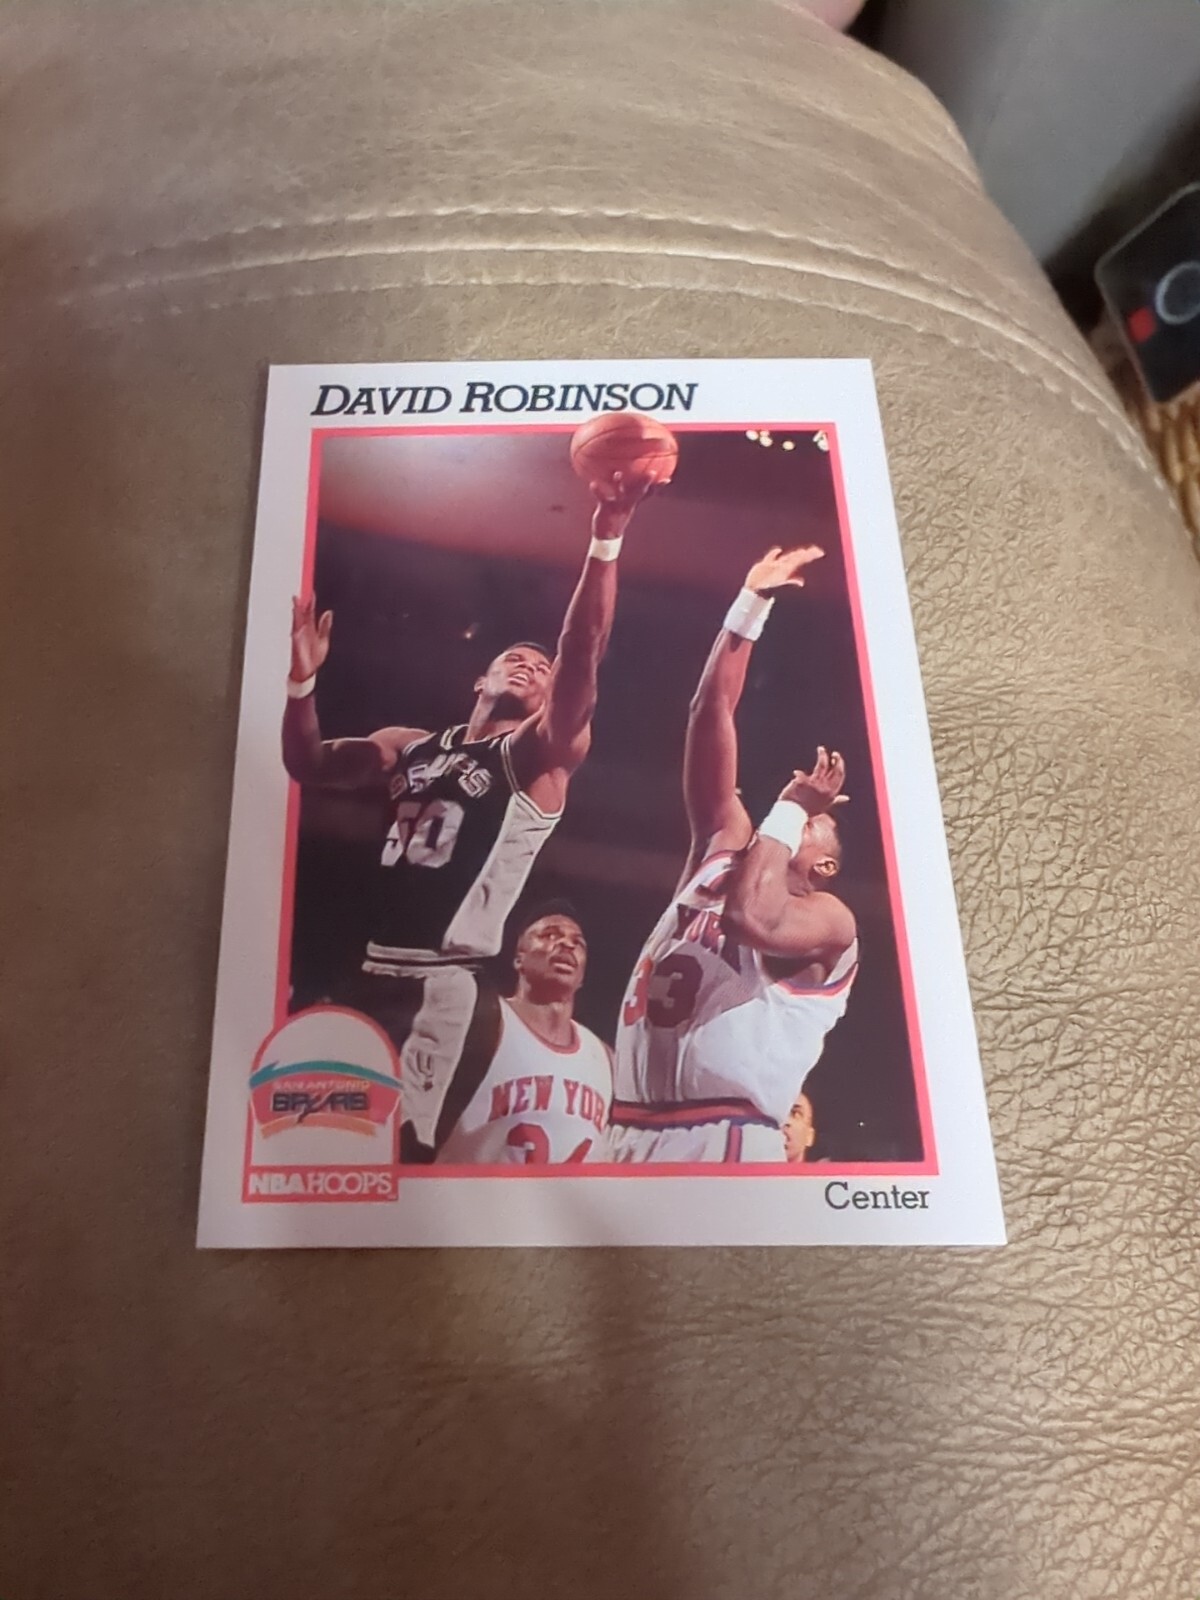 DAVID ROBINSON
SPURS
50
YORK
33
NEW YORK
34
SAN ANTONIO
SPURS
NBA HOOPS
Center